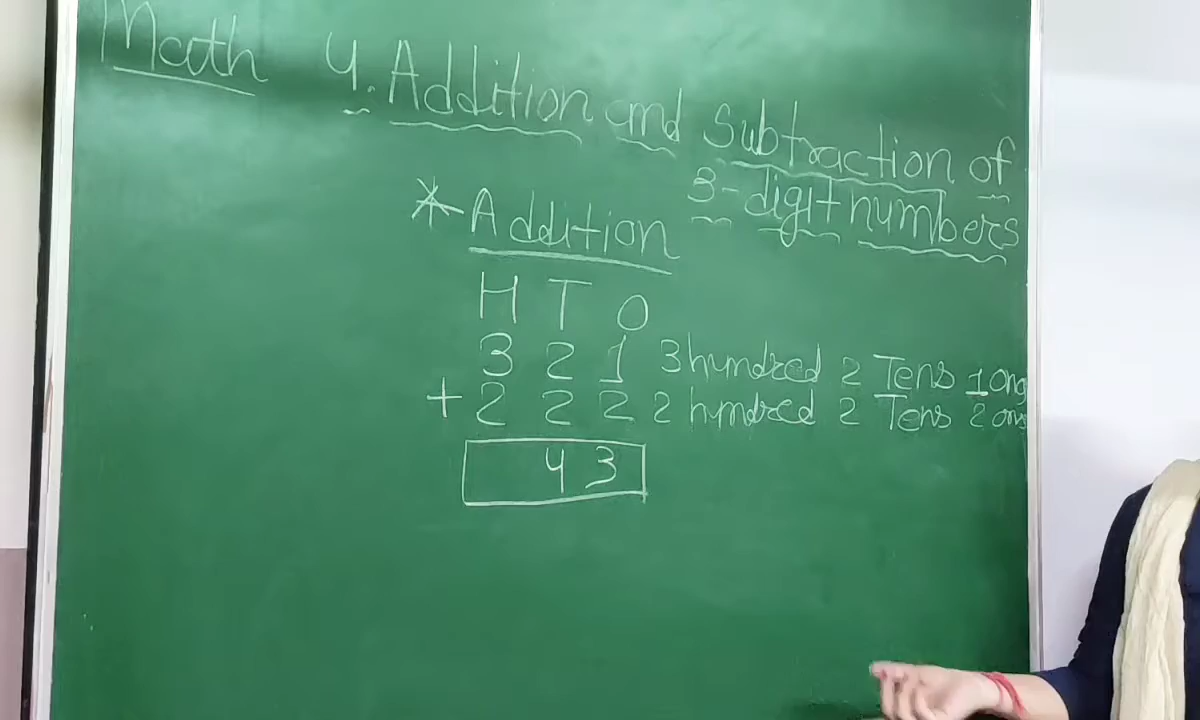 Math 4. Addition and Subtraction of
3-digit numbers
* Addition
H T O
3 2 1 3 hundred 2 Tens 1 One
+ 2 2 2 2 hundred 2 Tens 2 ones
4 3